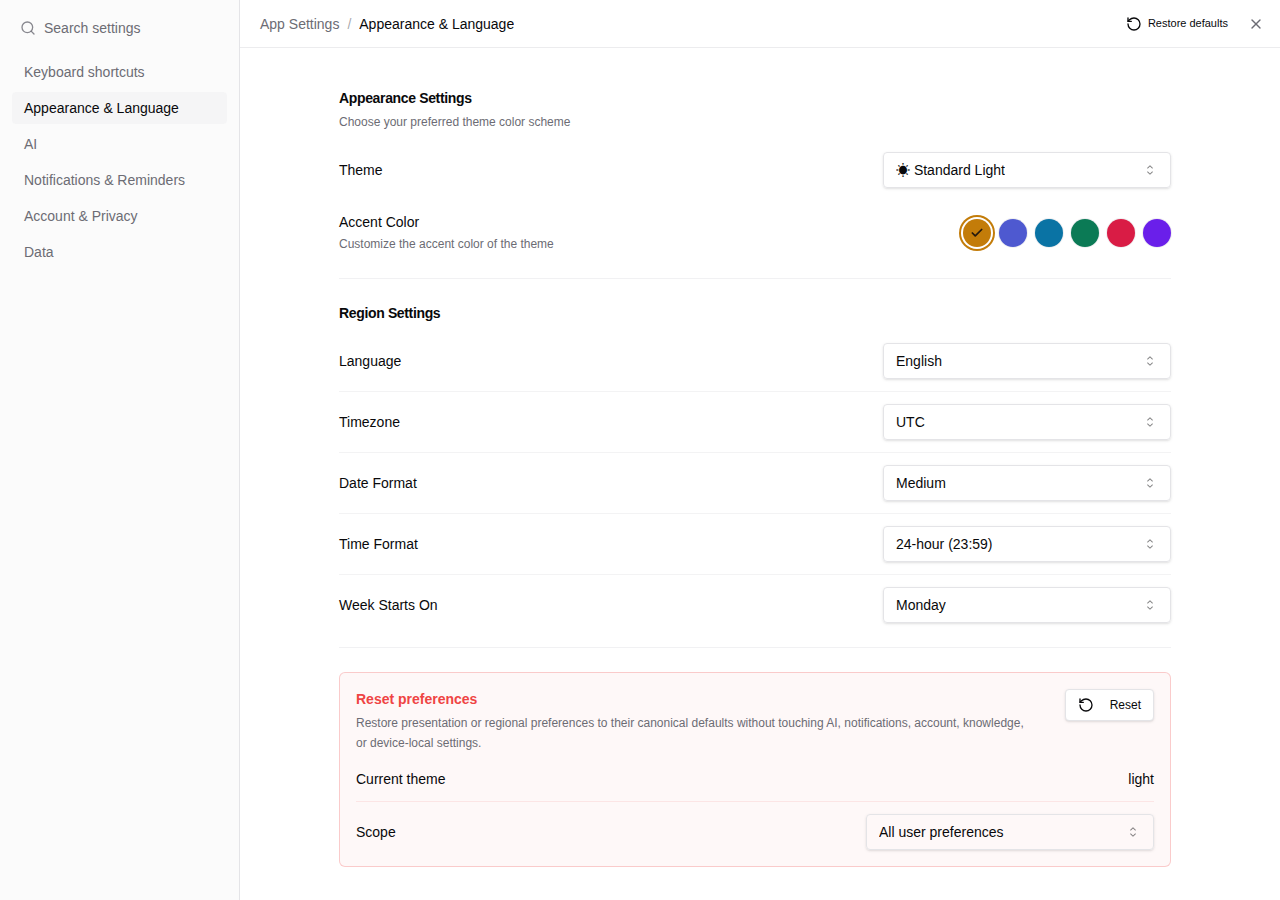 Search settings
Keyboard shortcuts
Appearance & Language
AI
Notifications & Reminders
Account & Privacy
Data
App Settings / Appearance & Language
Restore defaults
Appearance Settings
Choose your preferred theme color scheme
Theme
Standard Light
Accent Color
Customize the accent color of the theme
Region Settings
Language
English
Timezone
UTC
Date Format
Medium
Time Format
24-hour (23:59)
Week Starts On
Monday
Reset preferences
Reset
Restore presentation or regional preferences to their canonical defaults without touching AI, notifications, account, knowledge,
or device-local settings.
Current theme
light
Scope
All user preferences